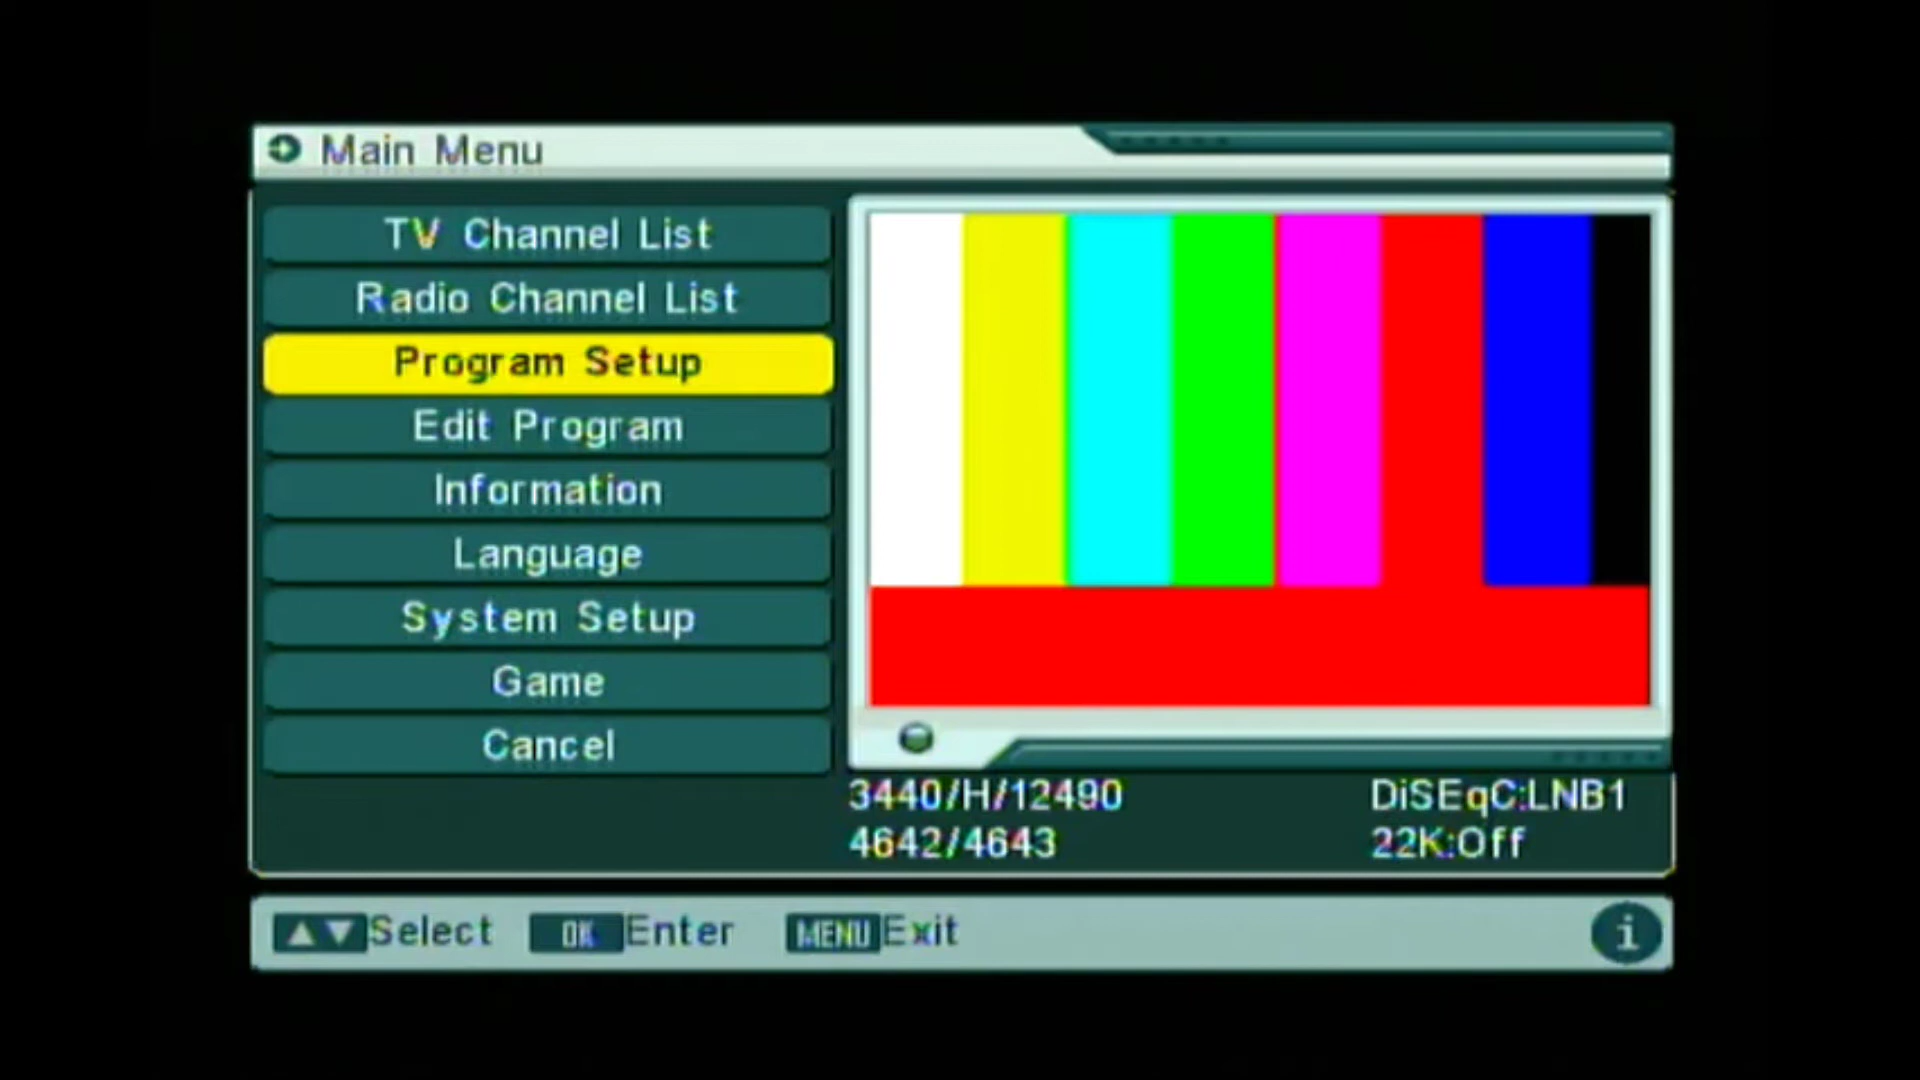 Main Menu
TV Channel List
Radio Channel List
Program Setup
Edit Program
Information
Language
System Setup
Game
Cancel
3440/H/12490
DiSEqC:LNB1
4642/4643
22K:Off
▲▼Select OK Enter MENU Exit i